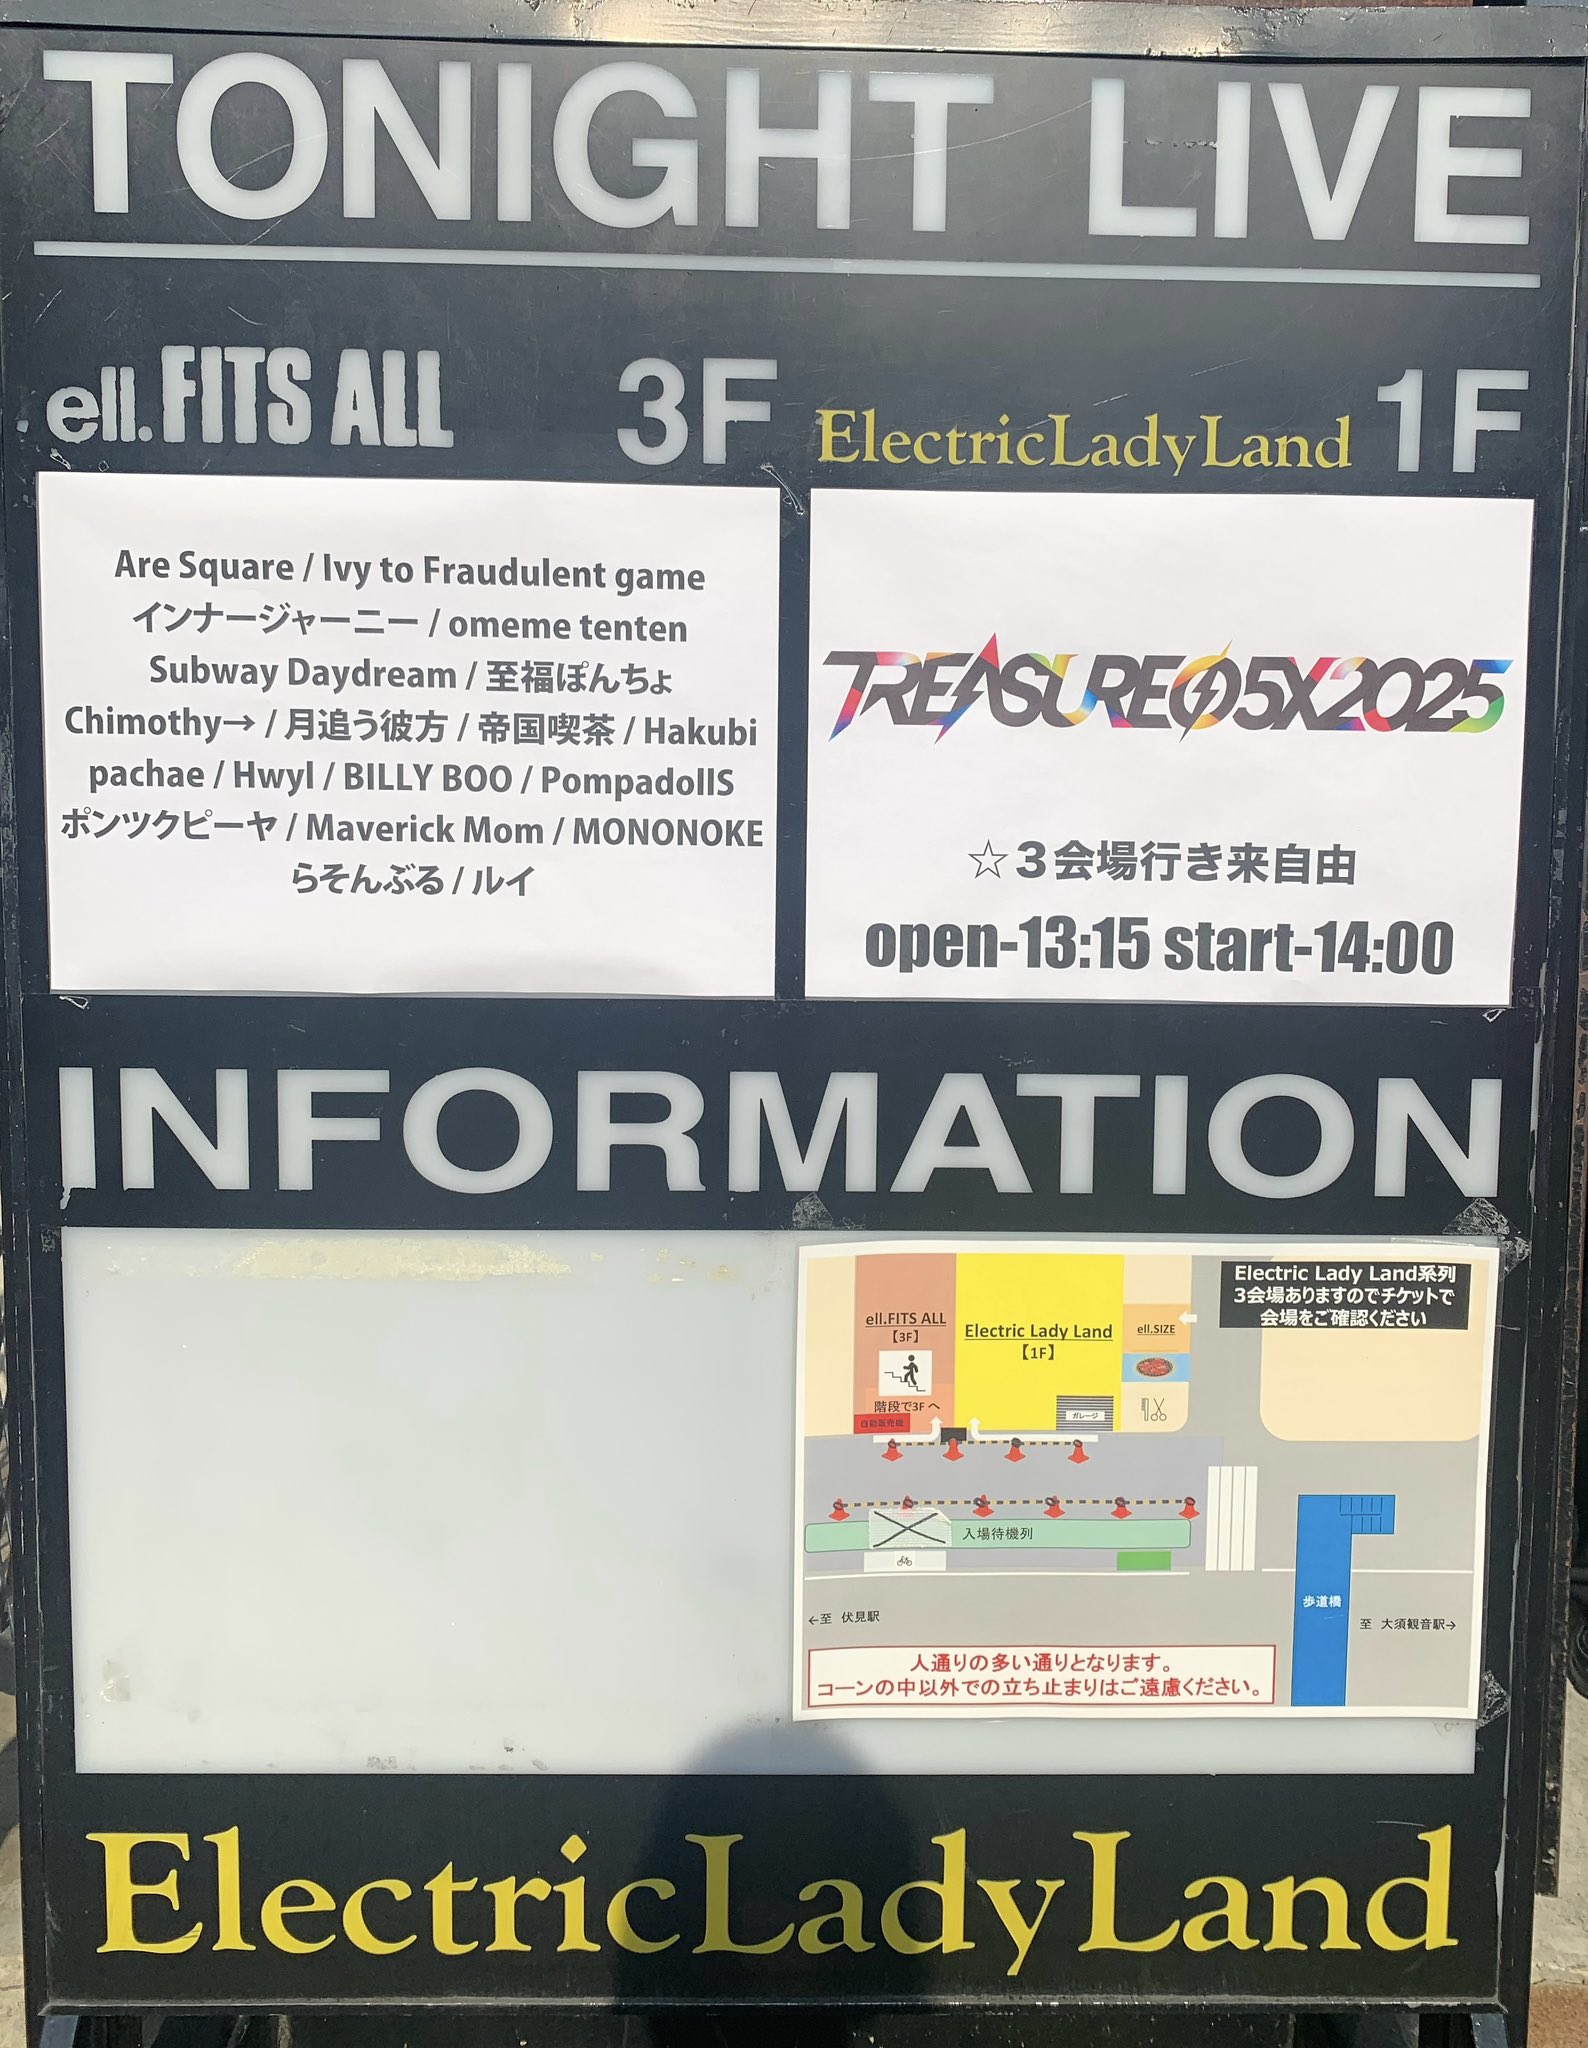 TONIGHT LIVE
ell.FITS ALL 3F
Are Square / Ivy to Fraudulent game
インナージャーニー / omeme tenten
Subway Daydream / 至福ぽんちょ
Chimothy→ / 月追う彼方 / 帝国喫茶 / Hakubi
pachae / Hwyl / BILLY BOO / PompadollS
ポンツクピーヤ / Maverick Mom / MONONOKE
らそんぶる / ルイ
ElectricLadyLand 1F
TREASURE05X2025
☆3会場行き来自由
open-13:15 start-14:00
INFORMATION
Electric Lady Land系列
3会場ありますのでチケットで
会場をご確認ください
ell.FITS ALL
【3F】
階段で3Fへ
自動販売機
Electric Lady Land
【1F】
ガレージ
ell.SIZE
入場待機列
歩道橋
←至 伏見駅
至 大須観音駅→
人通りの多い通りとなります。
コーンの中以外での立ち止まりはご遠慮ください。
ElectricLadyLand